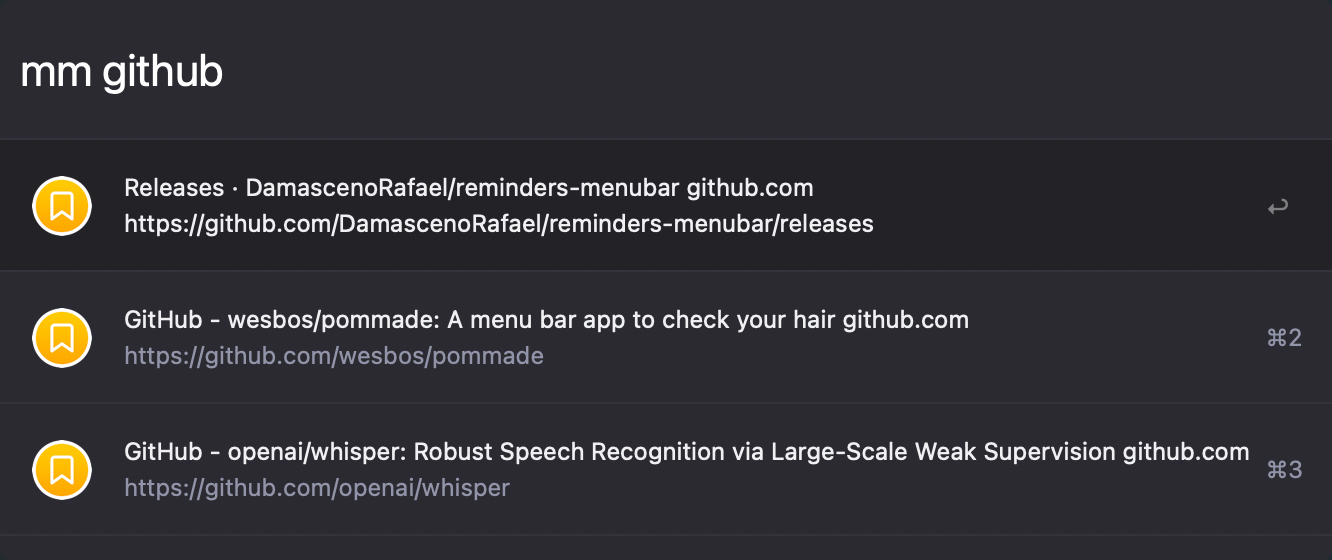 mm github
Releases · DamascenoRafael/reminders-menubar github.com
https://github.com/DamascenoRafael/reminders-menubar/releases
↩
GitHub - wesbos/pommade: A menu bar app to check your hair github.com
https://github.com/wesbos/pommade
⌘2
GitHub - openai/whisper: Robust Speech Recognition via Large-Scale Weak Supervision github.com
https://github.com/openai/whisper
⌘3